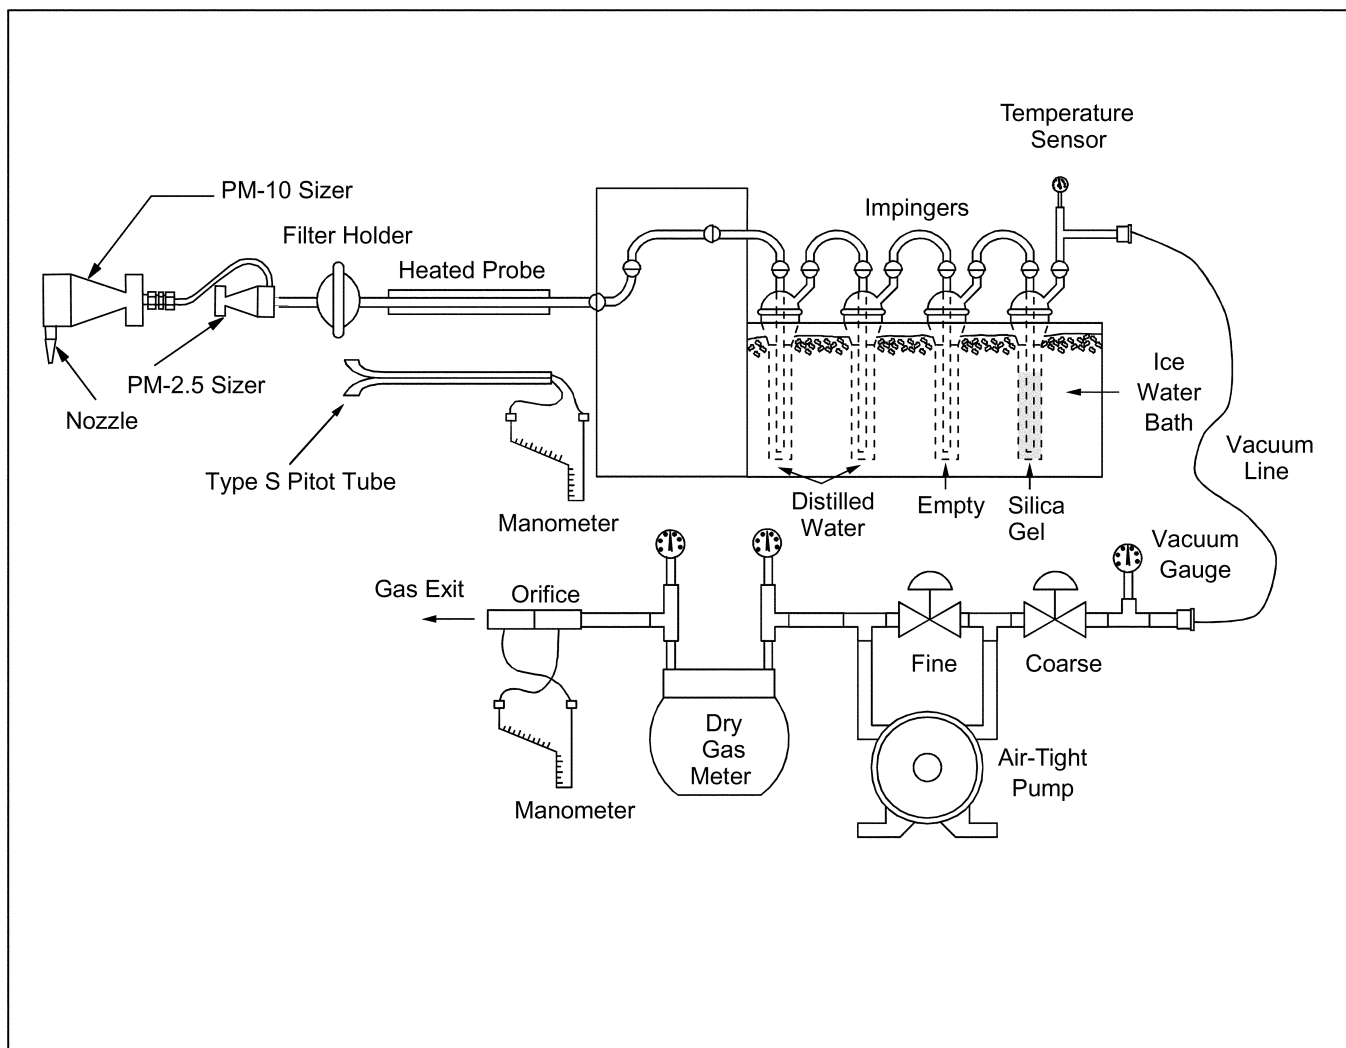 Temperature
Sensor
PM-10 Sizer
Impingers
Filter Holder
Heated Probe
PM-2.5 Sizer
Nozzle
Ice
Water
Bath
Vacuum
Line
Type S Pitot Tube
Manometer
Distilled
Water
Empty
Silica
Gel
Vacuum
Gauge
Gas Exit
Orifice
Fine
Coarse
Dry
Gas
Meter
Air-Tight
Pump
Manometer